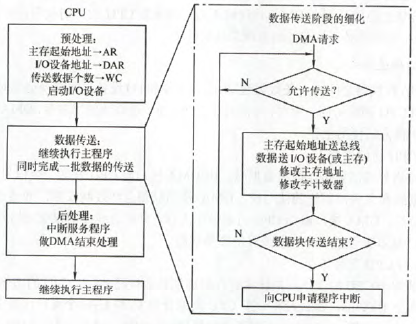 CPU
预处理:
主存起始地址→AR
I/O设备地址→DAR
传送数据个数→WC
启动I/O设备
数据传送:
继续执行主程序
同时完成一批数据的传送
后处理:
中断服务程序
做DMA结束处理
继续执行主程序
数据传送阶段的细化
DMA请求
N
允许传送?
Y
主存起始地址送总线
数据送I/O设备(或主存)
修改主存地址
修改字计数器
N
数据块传送结束?
Y
向CPU申请程序中断